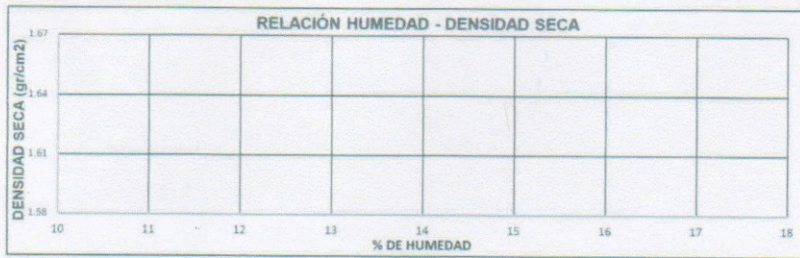 RELACIÓN HUMEDAD - DENSIDAD SECA
DENSIDAD SECA (gr/cm2)
1.67
1.64
1.61
1.58
10 11 12 13 14 15 16 17 18
% DE HUMEDAD